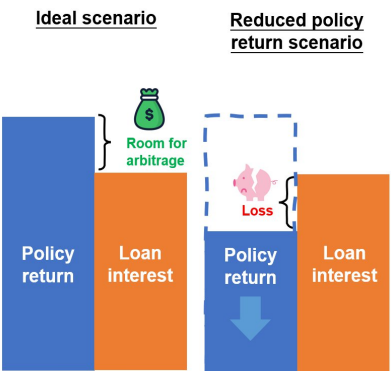 Ideal scenario
Reduced policy
return scenario
$
Room for
arbitrage
Loss
Policy
return
Loan
interest
Policy
return
Loan
interest